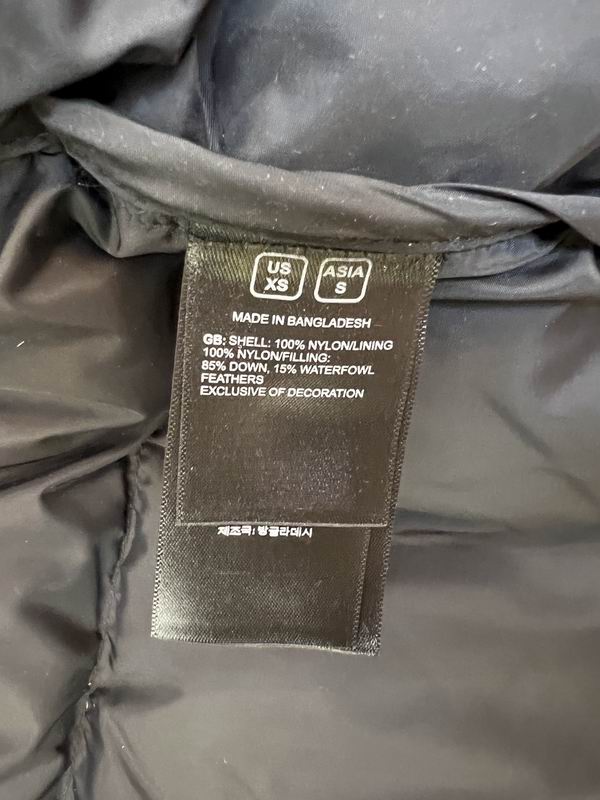 US XS
ASIA S
MADE IN BANGLADESH
GB: SHELL: 100% NYLON/LINING
100% NYLON/FILLING:
85% DOWN, 15% WATERFOWL
FEATHERS
EXCLUSIVE OF DECORATION
제조국: 방글라데시